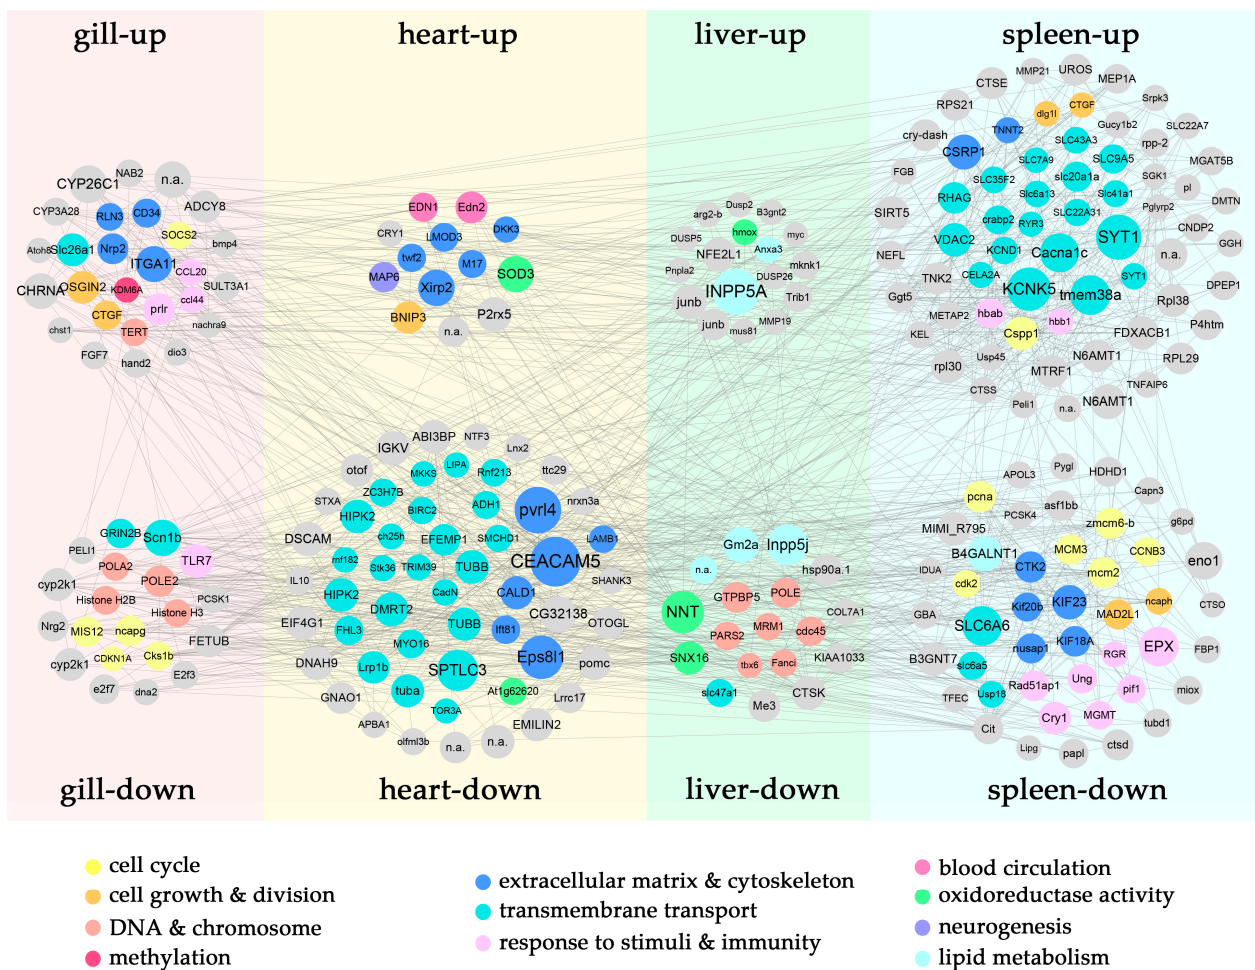 gill-up
heart-up
liver-up
spleen-up
CYP26C1
NAB2
n.a.
CYP3A28
RLN3
CD34
ADCY8
SOCS2
Atoh8
Slc26a1
Nrp2
bmp4
ITGA11
CCL20
CHRNA
OSGIN2
KDM6A
SULT3A1
ccl44
CTGF
prlr
chst1
TERT
nachra9
FGF7
hand2
dio3
EDN1
Edn2
CRY1
LMOD3
DKK3
twf2
MAP6
M17
SOD3
Xirp2
BNIP3
n.a.
P2rx5
Dusp2
arg2-b
B3gnt2
hmox
DUSP5
myc
NFE2L1
Anxa3
Pnpla2
mknk1
DUSP26
INPP5A
junb
Trib1
junb
mus81
MMP19
CTSE
MMP21
UROS
MEP1A
RPS21
dlg1l
CTGF
Srpk3
cry-dash
TNNT2
Gucy1b2
SLC22A7
CSRP1
SLC43A3
rpp-2
FGB
SLC7A9
SLC9A5
MGAT5B
SLC35F2
slc20a1a
SGK1
pl
RHAG
Slc6a13
Slc41a1
DMTN
SIRT5
crabp2
RYR3
SLC22A31
Pglyrp2
CNDP2
VDAC2
KCND1
SYT1
GGH
NEFL
Cacna1c
n.a.
TNK2
CELA2A
SYT1
DPEP1
Ggt5
KCNK5
tmem38a
Rpl38
METAP2
hbab
hbb1
P4htm
KEL
Cspp1
FDXACB1
rpl30
Usp45
N6AMT1
RPL29
MTRF1
CTSS
TNFAIP6
Peli1
n.a.
N6AMT1
GRIN2B
Scn1b
PELI1
POLA2
TLR7
cyp2k1
POLE2
Histone H2B
PCSK1
Histone H3
Nrg2
MIS12
ncapg
FETUB
cyp2k1
CDKN1A
Cks1b
E2f3
e2f7
dna2
IGKV
ABI3BP
NTF3
Lnx2
otof
MKKS
LIPA
Rnf213
ttc29
STXA
ZC3H7B
ADH1
nrxn3a
HIPK2
BIRC2
pvrl4
DSCAM
ch25h
EFEMP1
SMCHD1
LAMB1
rnf182
Stk36
TRIM39
TUBB
CEACAM5
IL10
HIPK2
CadN
SHANK3
CALD1
EIF4G1
DMRT2
CG32138
FHL3
TUBB
Ift81
OTOGL
DNAH9
MYO16
Lrp1b
SPTLC3
Eps8l1
pomc
GNAO1
tuba
At1g62620
Lrrc17
APBA1
TOR3A
EMILIN2
olfml3b
n.a.
n.a.
Gm2a
Inpp5j
n.a.
hsp90a.1
GTPBP5
POLE
NNT
COL7A1
PARS2
MRM1
cdc45
SNX16
tbx6
Fanci
KIAA1033
slc47a1
Me3
CTSK
APOL3
Pygl
HDHD1
pcna
Capn3
PCSK4
asf1bb
MIMI_R795
zmcm6-b
g6pd
B4GALNT1
MCM3
CCNB3
IDUA
CTK2
mcm2
eno1
cdk2
GBA
Kif20b
KIF23
ncaph
CTSO
SLC6A6
MAD2L1
nusap1
KIF18A
EPX
FBP1
B3GNT7
RGR
slc6a5
Ung
TFEC
Usp18
Rad51ap1
pif1
miox
Cit
Cry1
MGMT
tubd1
Lipg
papl
ctsd
gill-down
heart-down
liver-down
spleen-down
cell cycle
cell growth & division
DNA & chromosome
methylation
extracellular matrix & cytoskeleton
transmembrane transport
response to stimuli & immunity
blood circulation
oxidoreductase activity
neurogenesis
lipid metabolism